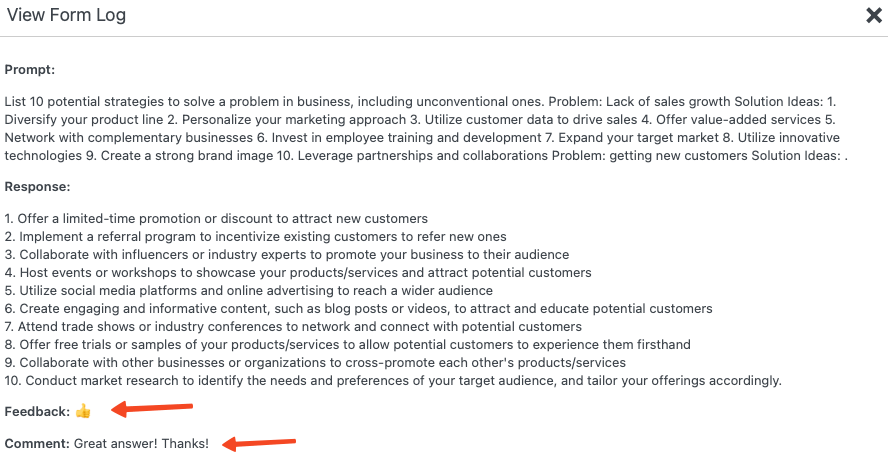 View Form Log
Prompt:
List 10 potential strategies to solve a problem in business, including unconventional ones. Problem: Lack of sales growth Solution Ideas: 1.
Diversify your product line 2. Personalize your marketing approach 3. Utilize customer data to drive sales 4. Offer value-added services 5.
Network with complementary businesses 6. Invest in employee training and development 7. Expand your target market 8. Utilize innovative
technologies 9. Create a strong brand image 10. Leverage partnerships and collaborations Problem: getting new customers Solution Ideas: .
Response:
1. Offer a limited-time promotion or discount to attract new customers
2. Implement a referral program to incentivize existing customers to refer new ones
3. Collaborate with influencers or industry experts to promote your business to their audience
4. Host events or workshops to showcase your products/services and attract potential customers
5. Utilize social media platforms and online advertising to reach a wider audience
6. Create engaging and informative content, such as blog posts or videos, to attract and educate potential customers
7. Attend trade shows or industry conferences to network and connect with potential customers
8. Offer free trials or samples of your products/services to allow potential customers to experience them firsthand
9. Collaborate with other businesses or organizations to cross-promote each other's products/services
10. Conduct market research to identify the needs and preferences of your target audience, and tailor your offerings accordingly.
Feedback: 👍
Comment: Great answer! Thanks!